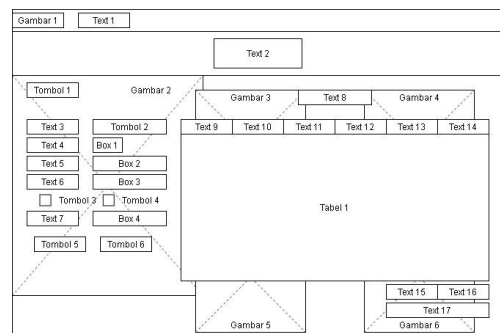 Gambar 1 Text 1
Text 2
Tombol 1 Gambar 2
Gambar 3 Text 8 Gambar 4
Text 3 Tombol 2
Text 9 Text 10 Text 11 Text 12 Text 13 Text 14
Text 4 Box 1
Text 5 Box 2
Text 6 Box 3
Tombol 3 Tombol 4
Tabel 1
Text 7 Box 4
Tombol 5 Tombol 6
Text 15 Text 16
Text 17
Gambar 5 Gambar 6